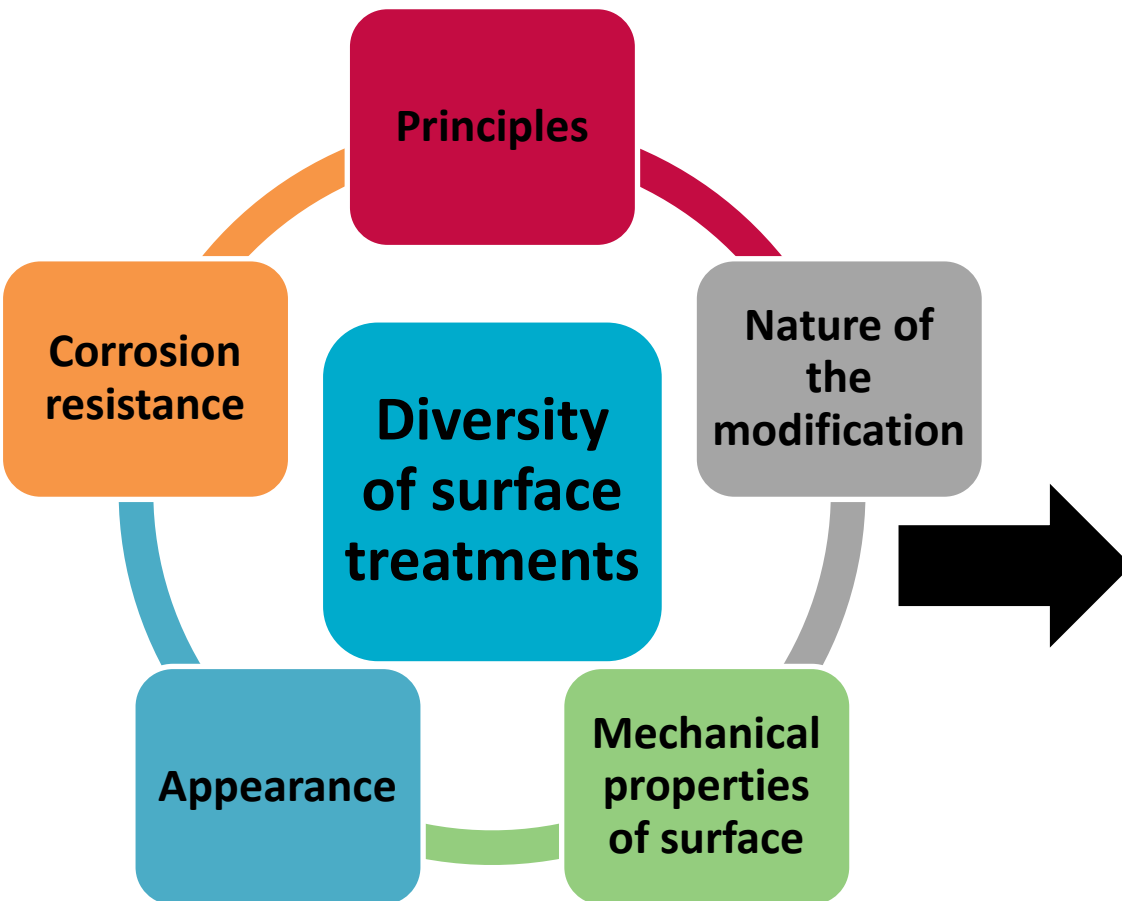 Principles
Nature of
the
modification
Mechanical
properties
of surface
Appearance
Corrosion
resistance
Diversity
of surface
treatments